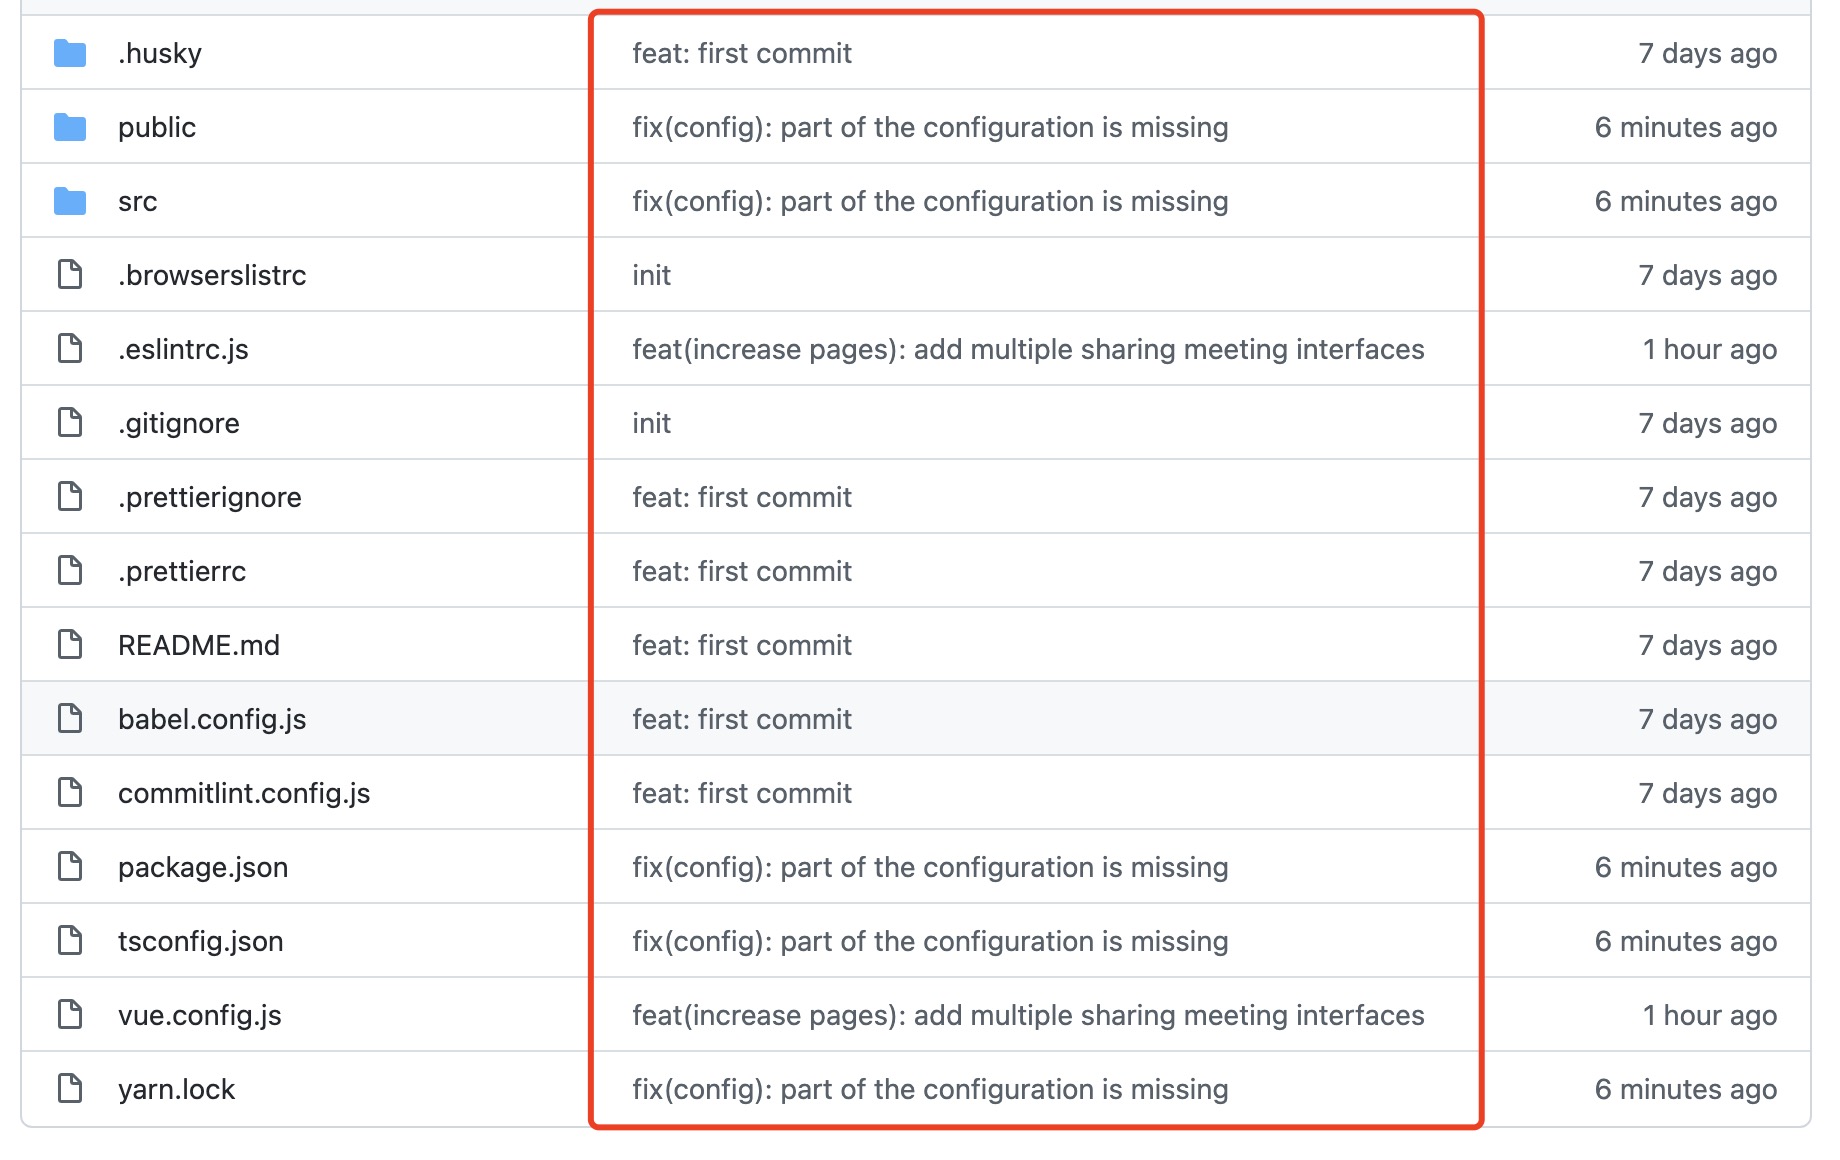 .husky feat: first commit 7 days ago
public fix(config): part of the configuration is missing 6 minutes ago
src fix(config): part of the configuration is missing 6 minutes ago
.browserslistrc init 7 days ago
.eslintrc.js feat(increase pages): add multiple sharing meeting interfaces 1 hour ago
.gitignore init 7 days ago
.prettierignore feat: first commit 7 days ago
.prettierrc feat: first commit 7 days ago
README.md feat: first commit 7 days ago
babel.config.js feat: first commit 7 days ago
commitlint.config.js feat: first commit 7 days ago
package.json fix(config): part of the configuration is missing 6 minutes ago
tsconfig.json fix(config): part of the configuration is missing 6 minutes ago
vue.config.js feat(increase pages): add multiple sharing meeting interfaces 1 hour ago
yarn.lock fix(config): part of the configuration is missing 6 minutes ago